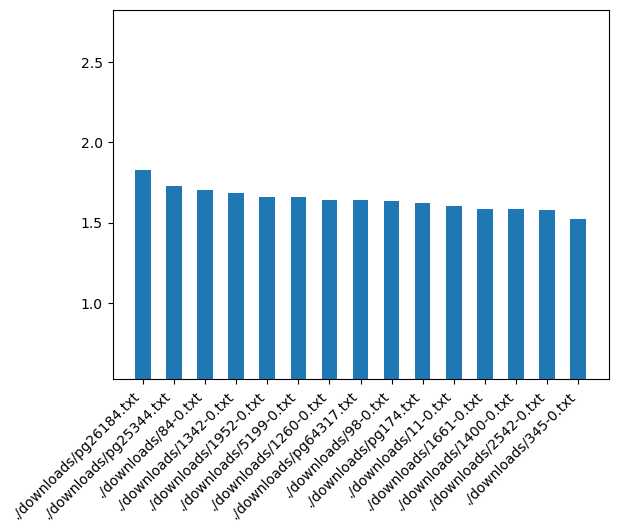 2.5
2.0
1.5
1.0
./downloads/pg26184.txt
./downloads/pg25344.txt
./downloads/84-0.txt
./downloads/1342-0.txt
./downloads/1952-0.txt
./downloads/5199-0.txt
./downloads/1260-0.txt
./downloads/pg64317.txt
./downloads/98-0.txt
./downloads/pg174.txt
./downloads/11-0.txt
./downloads/1661-0.txt
./downloads/1400-0.txt
./downloads/2542-0.txt
./downloads/345-0.txt